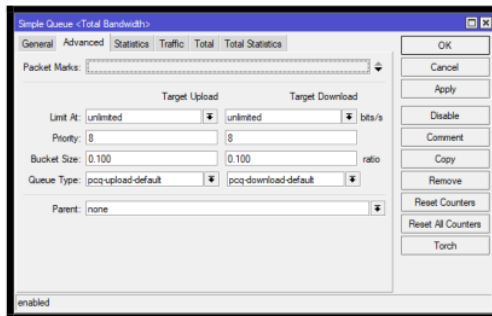 Simple Queue <Total Bandwidth>
General Advanced Statistics Traffic Total Total Statistics
Packet Marks:
Target Upload Target Download
Limit At: unlimited unlimited bits/s
Priority: 8 8
Bucket Size: 0.100 0.100 ratio
Queue Type: pcq-upload-default pcq-download-default
Parent: none
OK
Cancel
Apply
Disable
Comment
Copy
Remove
Reset Counters
Reset All Counters
Torch
enabled